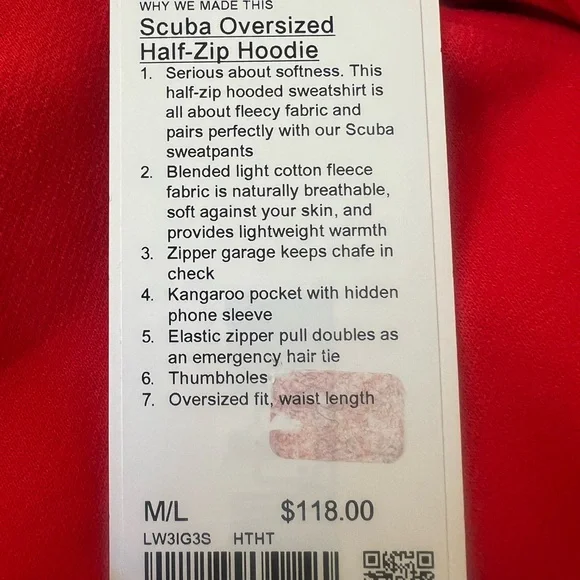 WHY WE MADE THIS
Scuba Oversized
Half-Zip Hoodie
1. Serious about softness. This
half-zip hooded sweatshirt is
all about fleecy fabric and
pairs perfectly with our Scuba
sweatpants
2. Blended light cotton fleece
fabric is naturally breathable,
soft against your skin, and
provides lightweight warmth
3. Zipper garage keeps chafe in
check
4. Kangaroo pocket with hidden
phone sleeve
5. Elastic zipper pull doubles as
an emergency hair tie
6. Thumbholes
7. Oversized fit, waist length
M/L $118.00
LW3IG3S HTHT